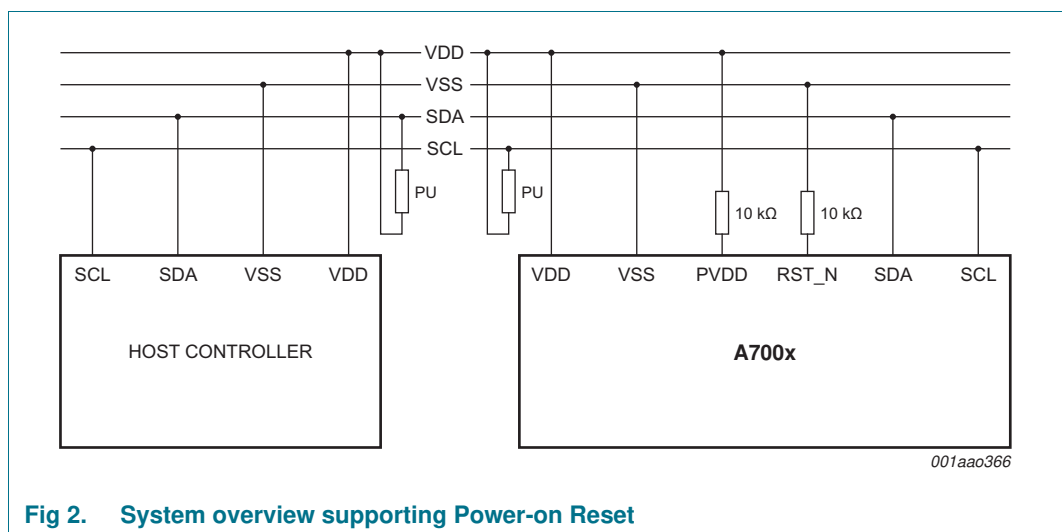 VDD
VSS
SDA
SCL
PU
PU
10 kΩ
10 kΩ
SCL SDA VSS VDD
VDD VSS PVDD RST_N SDA SCL
HOST CONTROLLER
A700x
001aao366
Fig 2. System overview supporting Power-on Reset